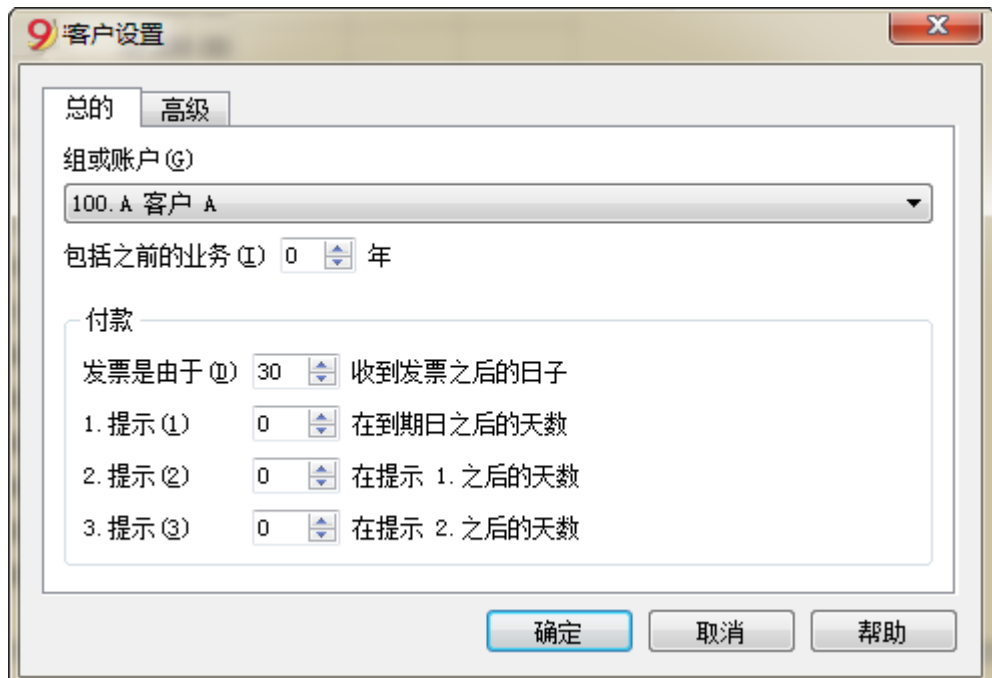 9 客户设置
总的 高级
组或账户(G)
100.A 客户 A
包括之前的业务(I) 0 年
付款
发票是由于(D) 30 收到发票之后的日子
1.提示(1) 0 在到期日之后的天数
2.提示(2) 0 在提示 1.之后的天数
3.提示(3) 0 在提示 2.之后的天数
确定 取消 帮助